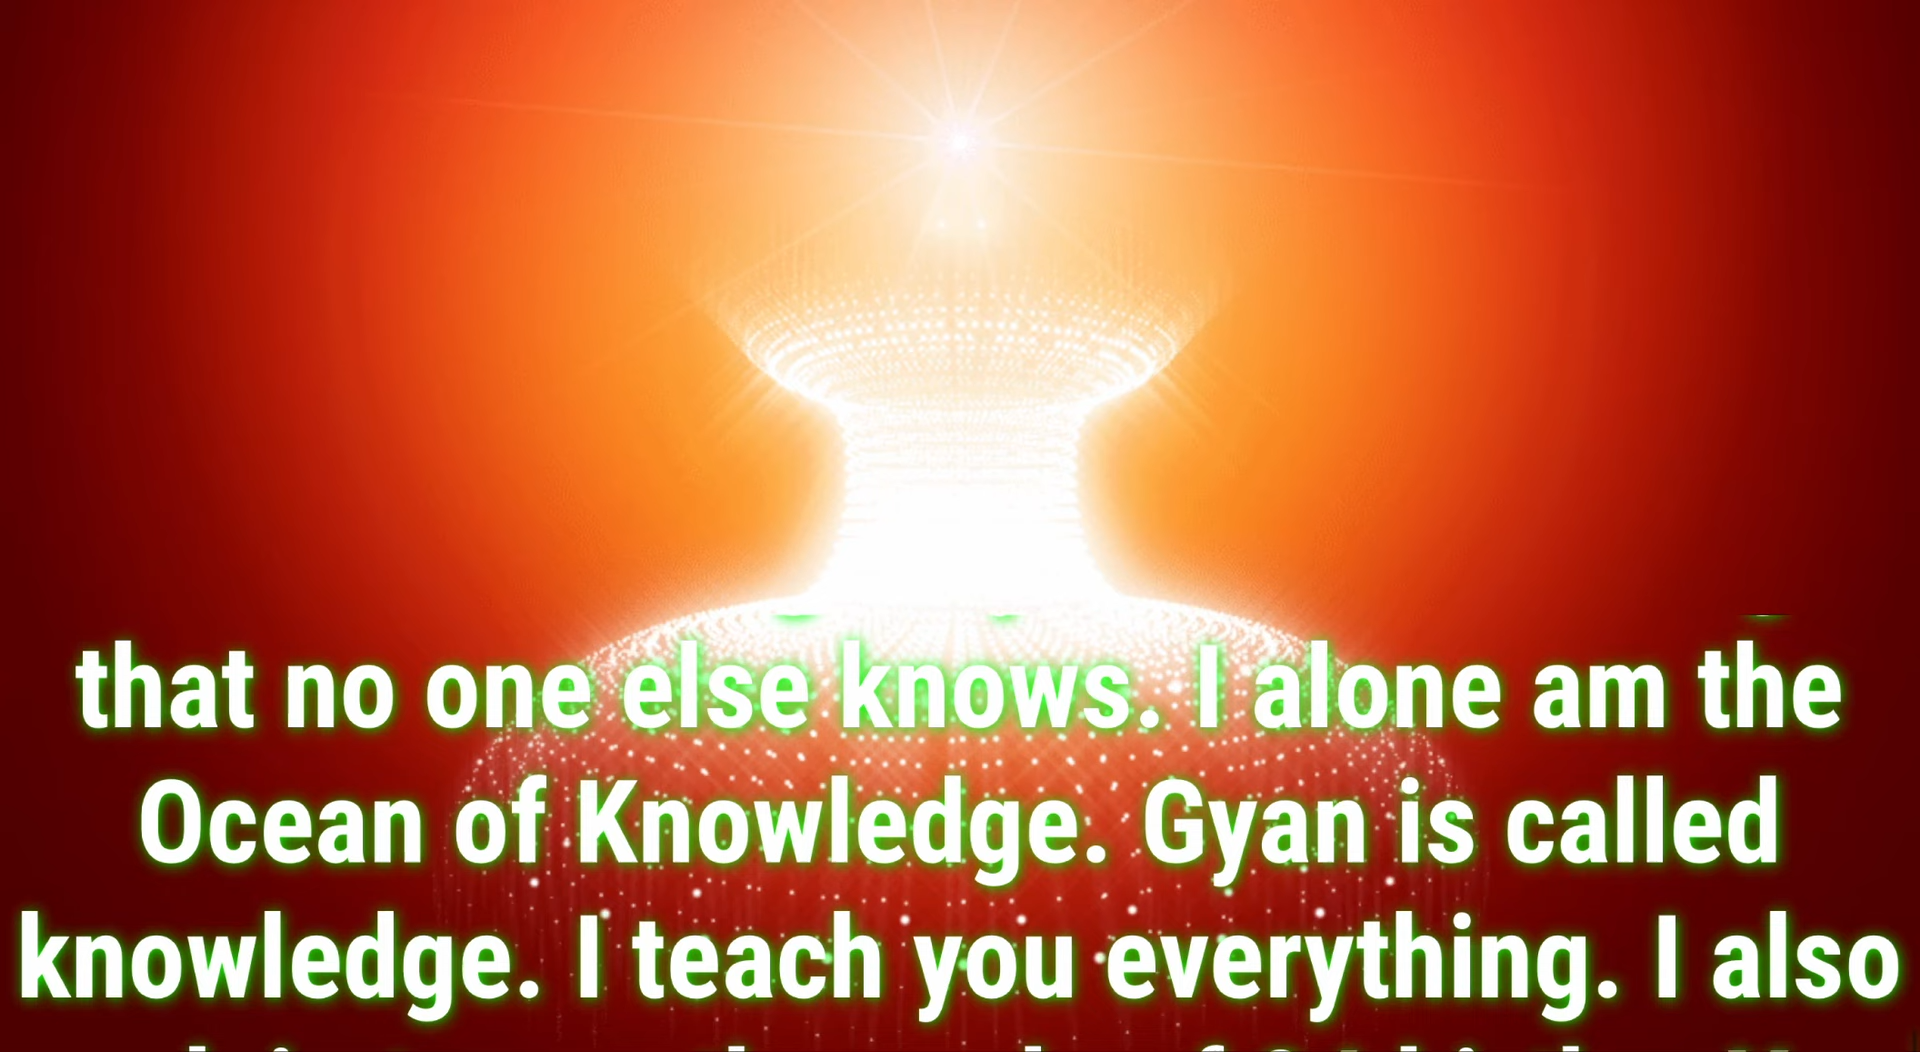 that no one else knows. I alone am the
Ocean of Knowledge. Gyan is called
knowledge. I teach you everything. I also